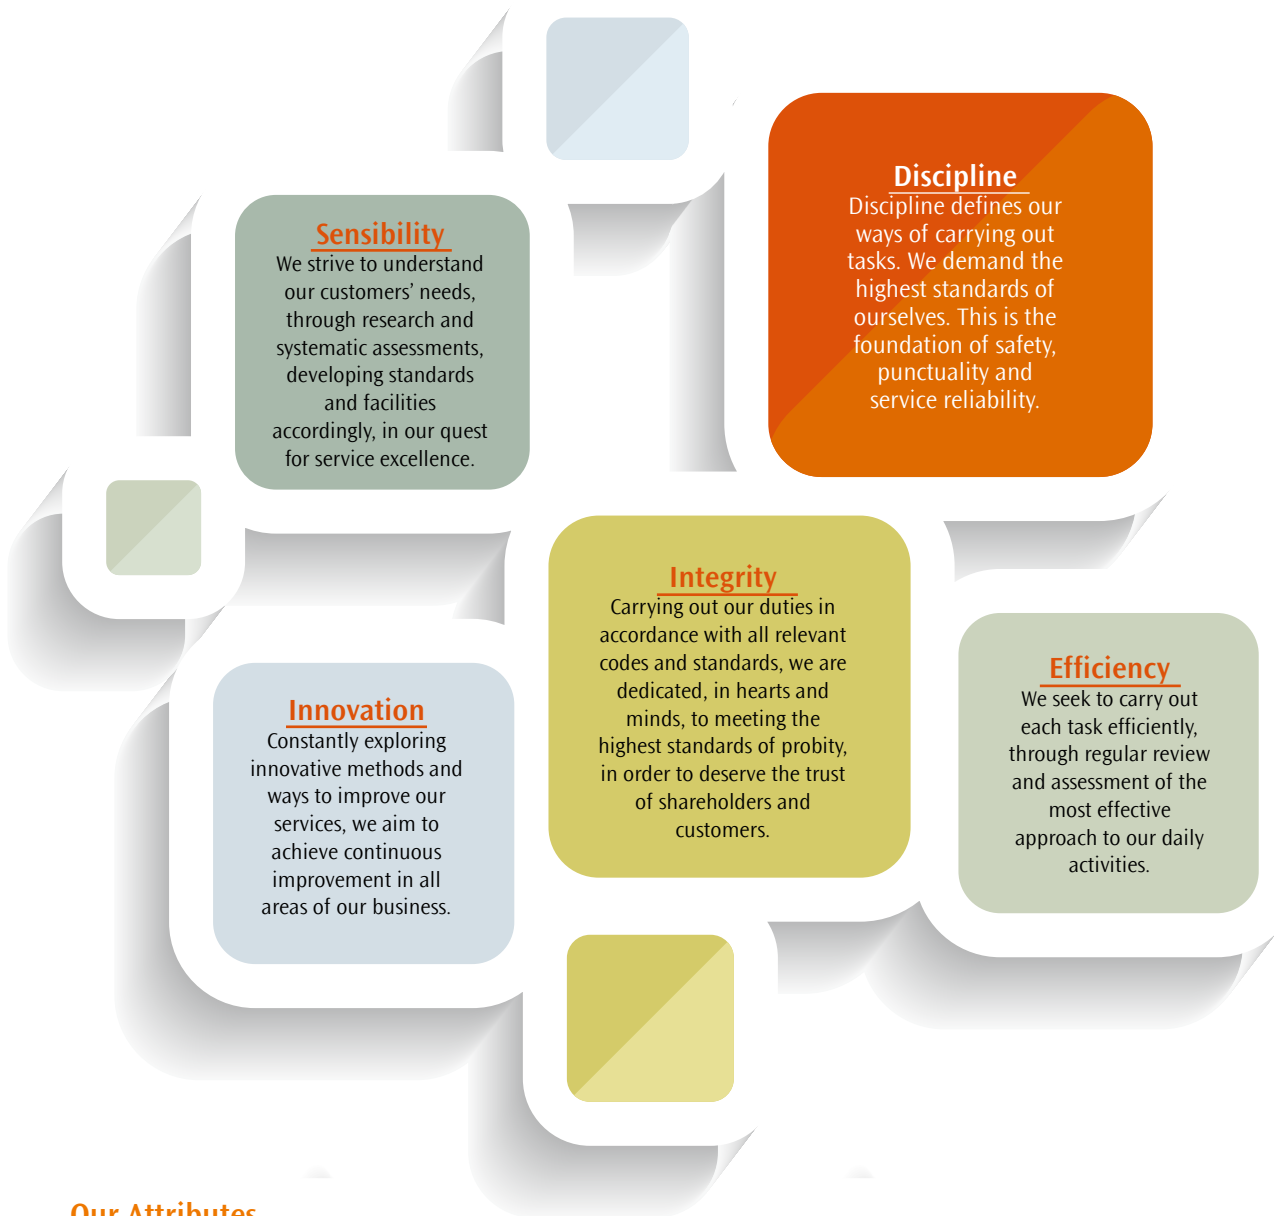 Discipline
Discipline defines our
ways of carrying out
tasks. We demand the
highest standards of
ourselves. This is the
foundation of safety,
punctuality and
service reliability.
Sensibility
We strive to understand
our customers’ needs,
through research and
systematic assessments,
developing standards
and facilities
accordingly, in our quest
for service excellence.
Integrity
Carrying out our duties in
accordance with all relevant
codes and standards, we are
dedicated, in hearts and
minds, to meeting the
highest standards of probity,
in order to deserve the trust
of shareholders and
customers.
Efficiency
We seek to carry out
each task efficiently,
through regular review
and assessment of the
most effective
approach to our daily
activities.
Innovation
Constantly exploring
innovative methods and
ways to improve our
services, we aim to
achieve continuous
improvement in all
areas of our business.
Our Attributes